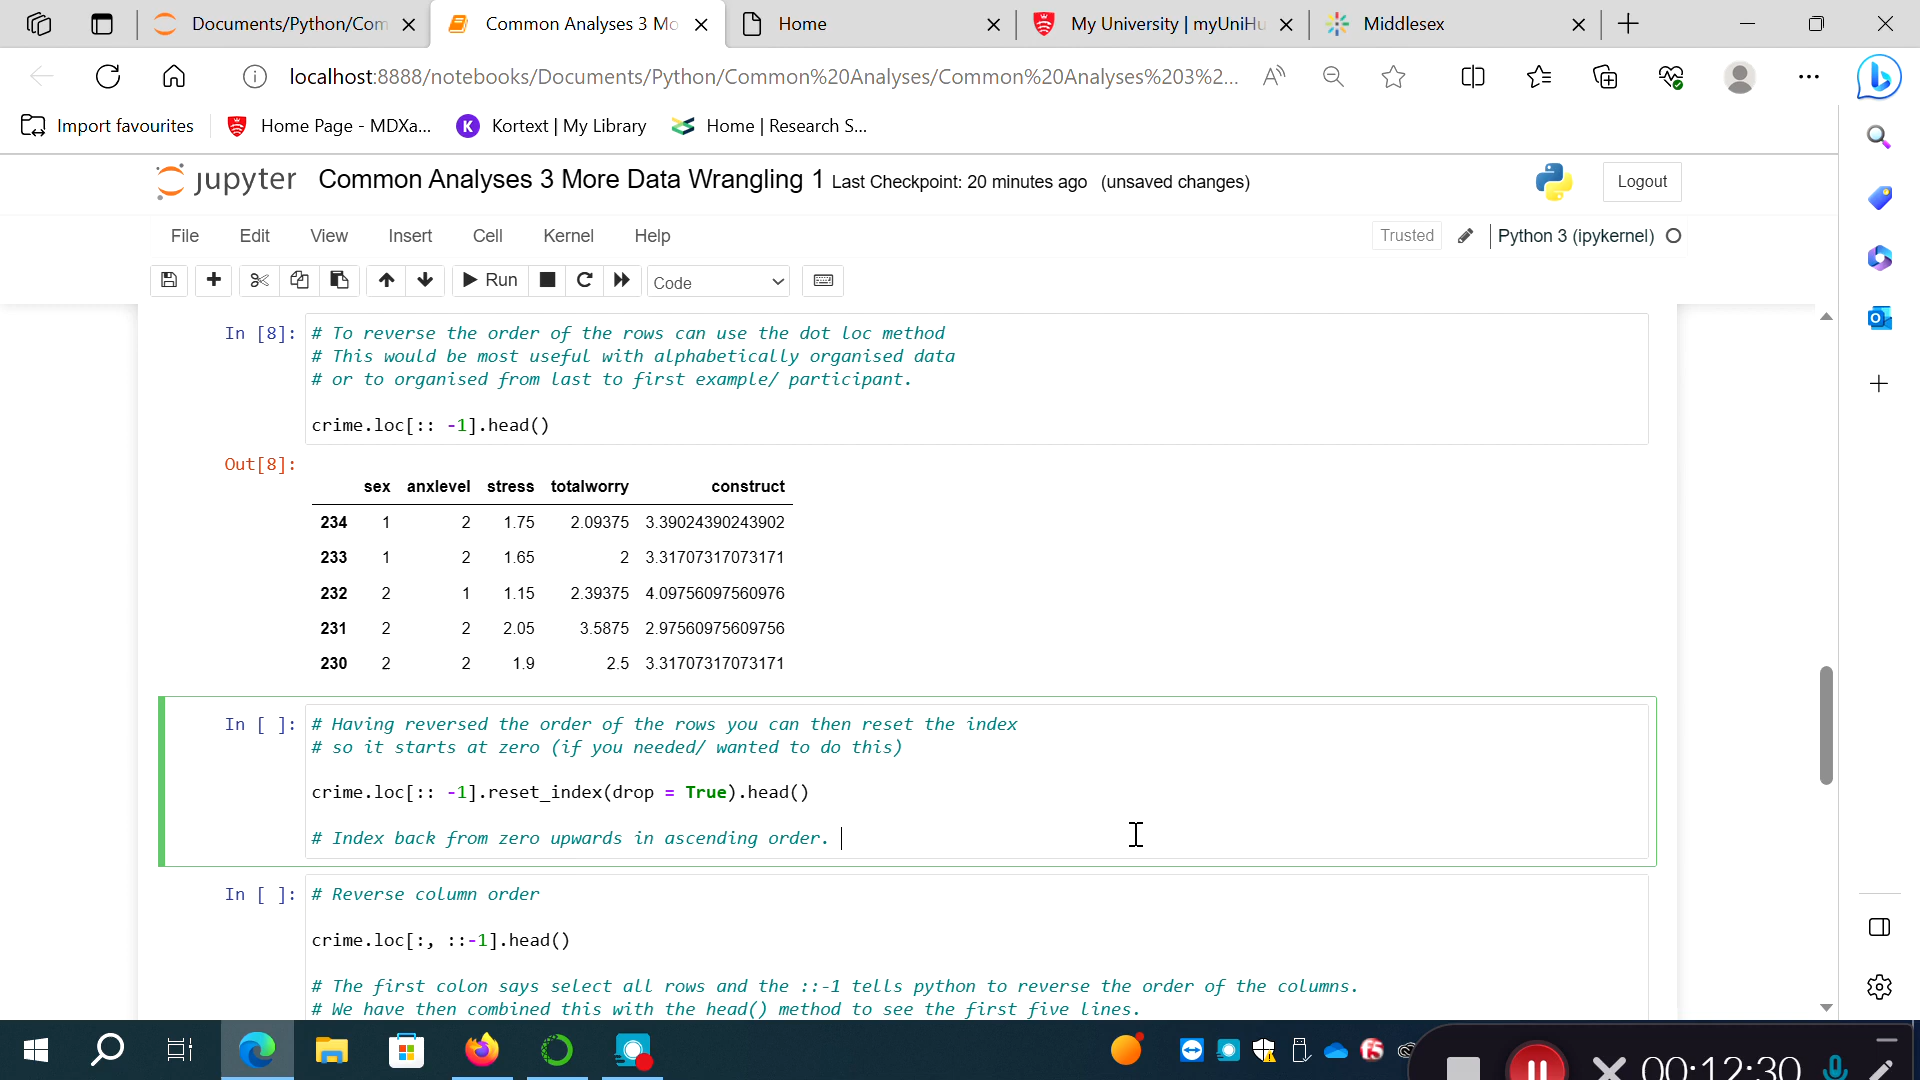 Documents/Python/Com
Common Analyses 3 Mo
Home
My University | myUniHu
Middlesex
localhost:8888/notebooks/Documents/Python/Common%20Analyses/Common%20Analyses%203%2...
Import favourites
Home Page - MDXa...
K
Kortext | My Library
Home | Research S...
jupyter Common Analyses 3 More Data Wrangling 1 Last Checkpoint: 20 minutes ago (unsaved changes)
Logout
File Edit View Insert Cell Kernel Help
Trusted
Python 3 (ipykernel)
Run
Code
In [8]: # To reverse the order of the rows can use the dot loc method
# This would be most useful with alphabetically organised data
# or to organised from last to first example/ participant.
crime.loc[:: -1].head()
Out[8]:
sex anxlevel stress totalworry construct
234 1 2 1.75 2.09375 3.39024390243902
233 1 2 1.65 2 3.31707317073171
232 2 1 1.15 2.39375 4.09756097560976
231 2 2 2.05 3.5875 2.97560975609756
230 2 2 1.9 2.5 3.31707317073171
In [ ]: # Having reversed the order of the rows you can then reset the index
# so it starts at zero (if you needed/ wanted to do this)
crime.loc[:: -1].reset_index(drop = True).head()
# Index back from zero upwards in ascending order.
In [ ]: # Reverse column order
crime.loc[:, ::-1].head()
# The first colon says select all rows and the ::-1 tells python to reverse the order of the columns.
# We have then combined this with the head() method to see the first five lines.
00:12:30